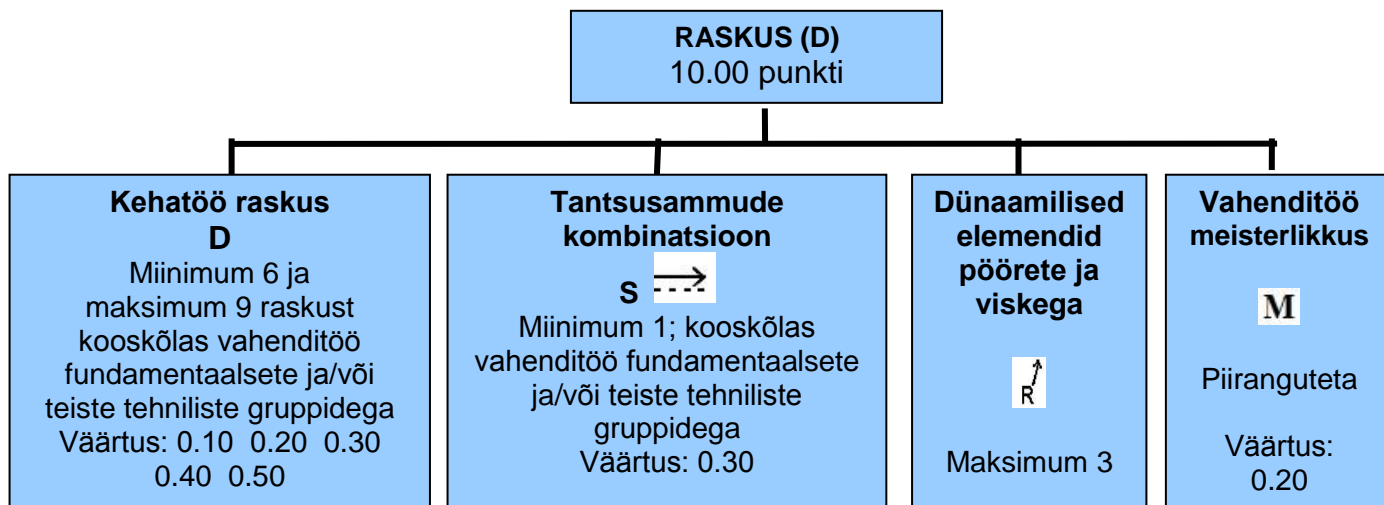 RASKUS (D)
10.00 punkti
Kehatöö raskus
D
Miinimum 6 ja
maksimum 9 raskust
kooskõlas vahenditöö
fundamentaalsete ja/või
teiste tehniliste gruppidega
Väärtus: 0.10 0.20 0.30
0.40 0.50
Tantsusammude
kombinatsioon
S
Miinimum 1; kooskõlas
vahenditöö fundamentaalsete
ja/või teiste tehniliste
gruppidega
Väärtus: 0.30
Dünaamilised
elemendid
pöörete ja
viskega
R
Maksimum 3
Vahenditöö
meisterlikkus
M
Piiranguteta
Väärtus:
0.20